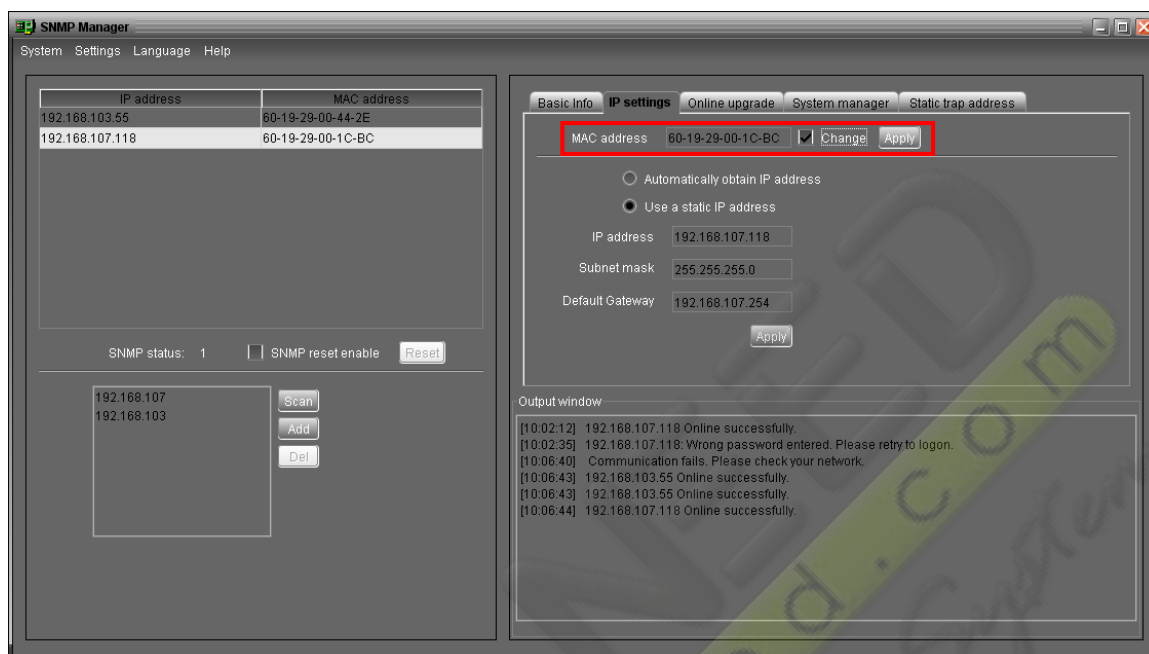 SNMP Manager
System Settings Language Help
IP address MAC address
192.168.103.55 60-19-29-00-44-2E
192.168.107.118 60-19-29-00-1C-BC
SNMP status: 1 SNMP reset enable Reset
192.168.107
192.168.103
Scan
Add
Del
Basic Info IP settings Online upgrade System manager Static trap address
MAC address 60-19-29-00-1C-BC Change Apply
Automatically obtain IP address
Use a static IP address
IP address 192.168.107.118
Subnet mask 255.255.255.0
Default Gateway 192.168.107.254
Apply
Output window
[10:02:12] 192.168.107.118 Online successfully.
[10:02:35] 192.168.107.118: Wrong password entered. Please retry to logon.
[10:06:40] Communication fails. Please check your network.
[10:06:43] 192.168.103.55 Online successfully.
[10:06:43] 192.168.103.55 Online successfully.
[10:06:44] 192.168.107.118 Online successfully.